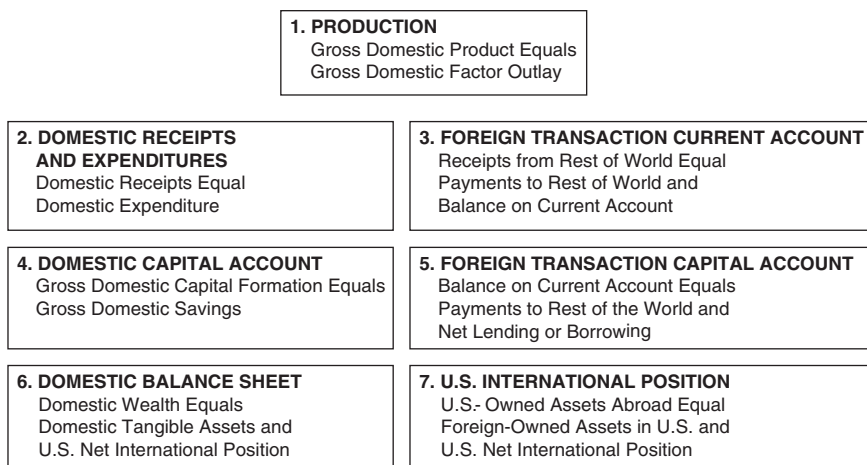 1. PRODUCTION
Gross Domestic Product Equals
Gross Domestic Factor Outlay
2. DOMESTIC RECEIPTS
AND EXPENDITURES
Domestic Receipts Equal
Domestic Expenditure
3. FOREIGN TRANSACTION CURRENT ACCOUNT
Receipts from Rest of World Equal
Payments to Rest of World and
Balance on Current Account
4. DOMESTIC CAPITAL ACCOUNT
Gross Domestic Capital Formation Equals
Gross Domestic Savings
5. FOREIGN TRANSACTION CAPITAL ACCOUNT
Balance on Current Account Equals
Payments to Rest of the World and
Net Lending or Borrowing
6. DOMESTIC BALANCE SHEET
Domestic Wealth Equals
Domestic Tangible Assets and
U.S. Net International Position
7. U.S. INTERNATIONAL POSITION
U.S.- Owned Assets Abroad Equal
Foreign-Owned Assets in U.S. and
U.S. Net International Position